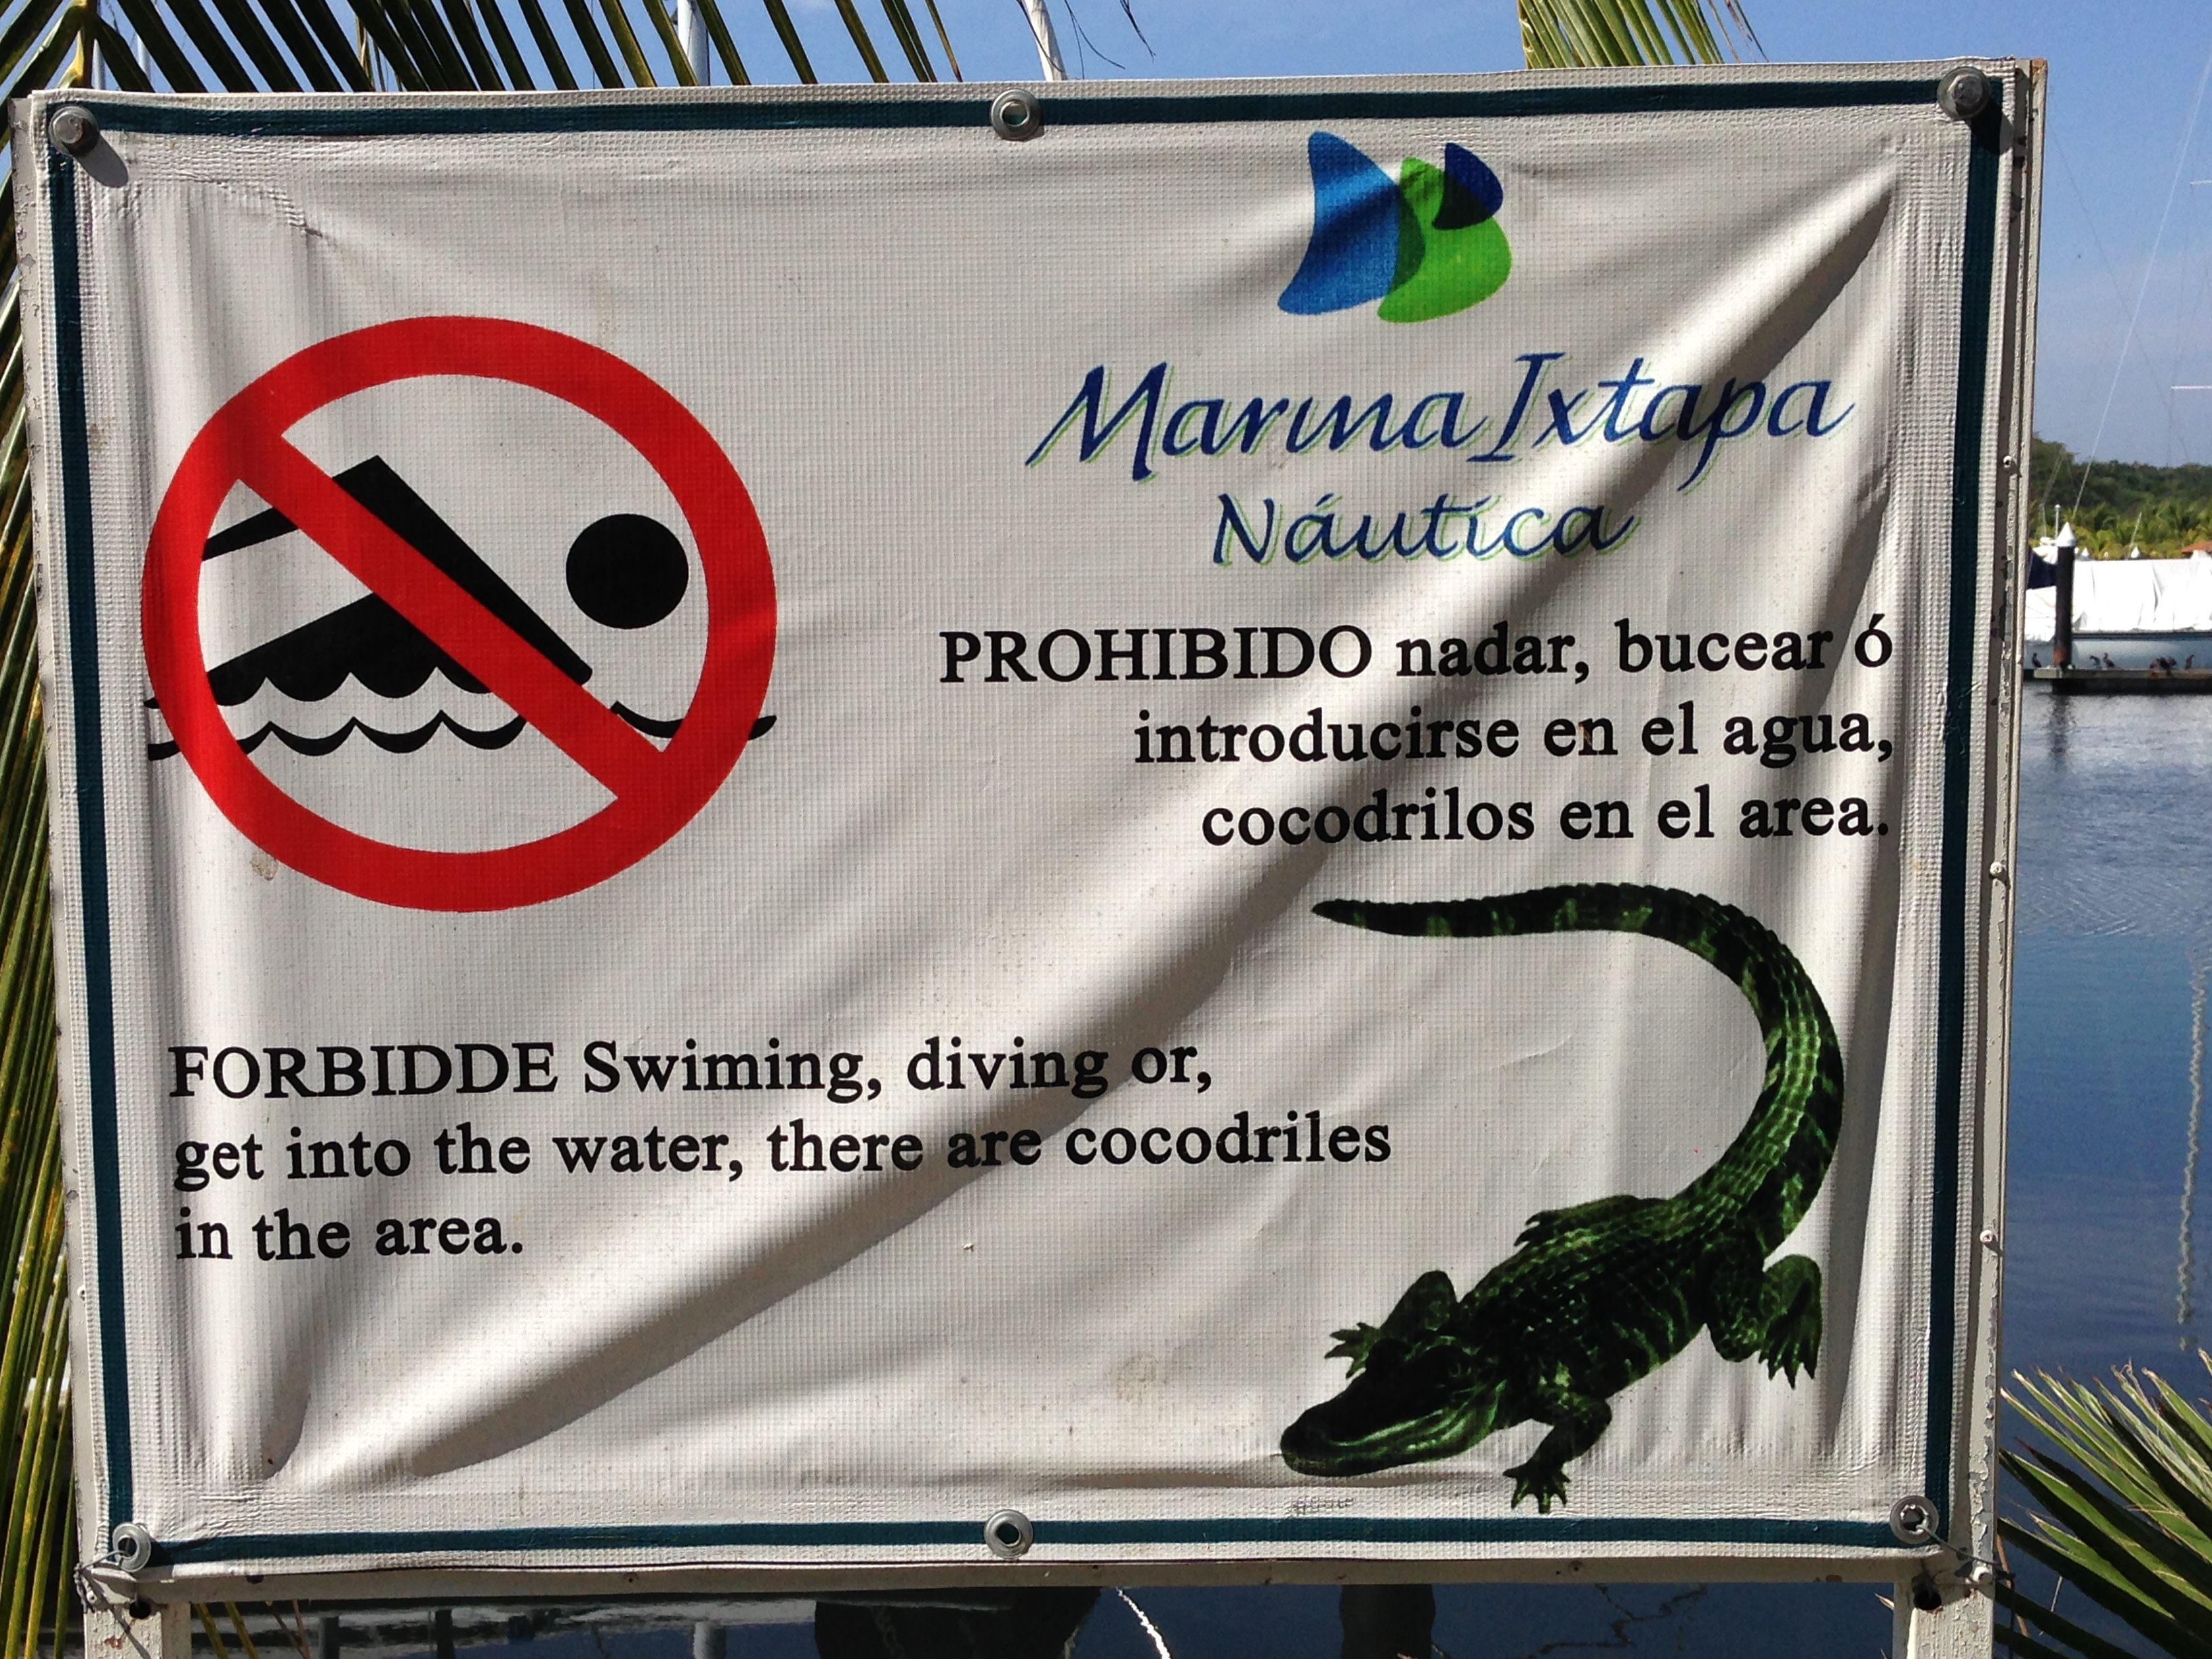 Marina Ixtapa
Náutica
PROHIBIDO nadar, bucear ó
introducirse en el agua,
cocodrilos en el area.
FORBIDDE Swiming, diving or,
get into the water, there are cocodriles
in the area.